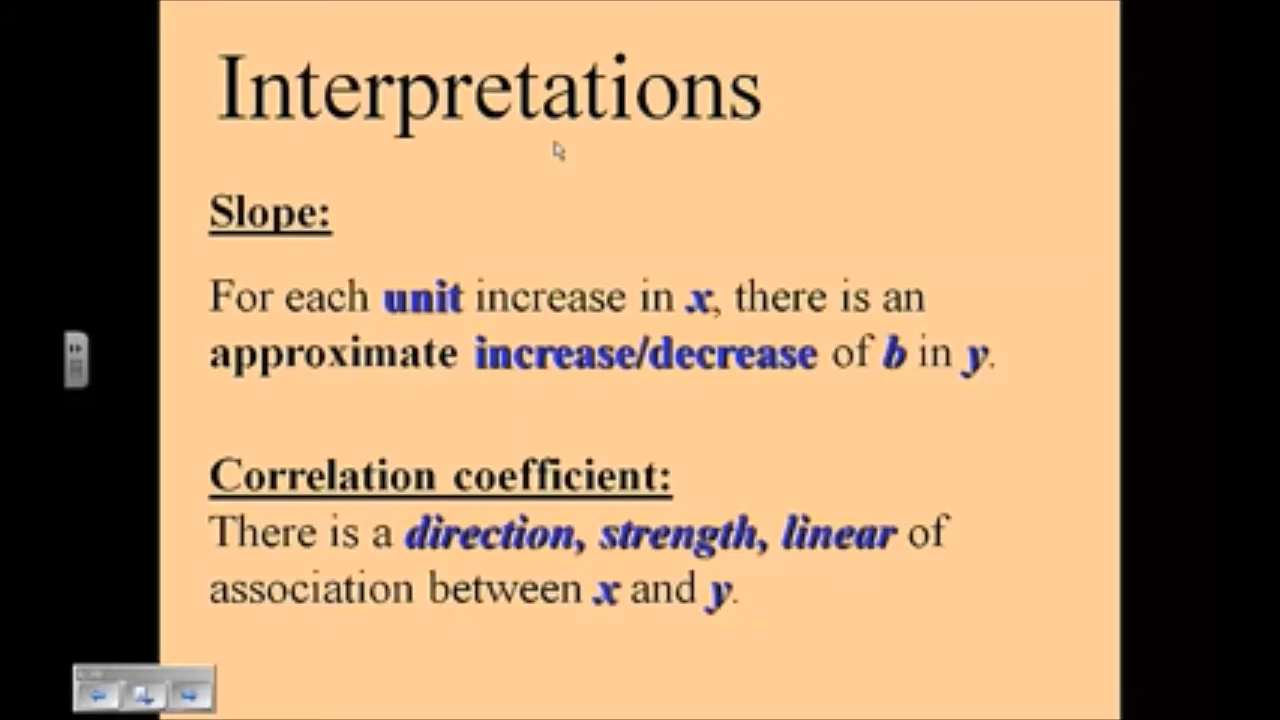 Interpretations
Slope:
For each unit increase in x, there is an
approximate increase/decrease of b in y.
Correlation coefficient:
There is a direction, strength, linear of
association between x and y.